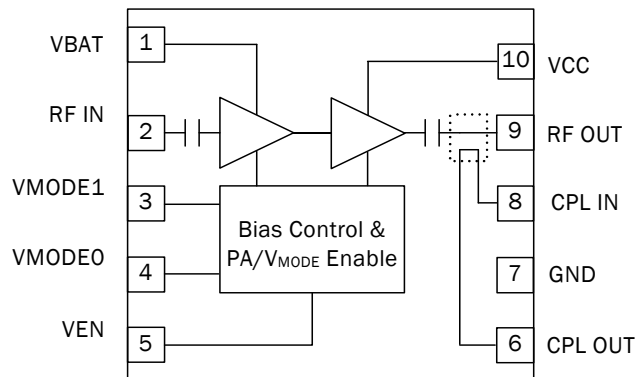 VBAT
1
10
VCC
RF IN
2
9
RF OUT
VMODE1
3
8
CPL IN
Bias Control &
PA/VMODE Enable
VMODE0
4
7
GND
VEN
5
6
CPL OUT